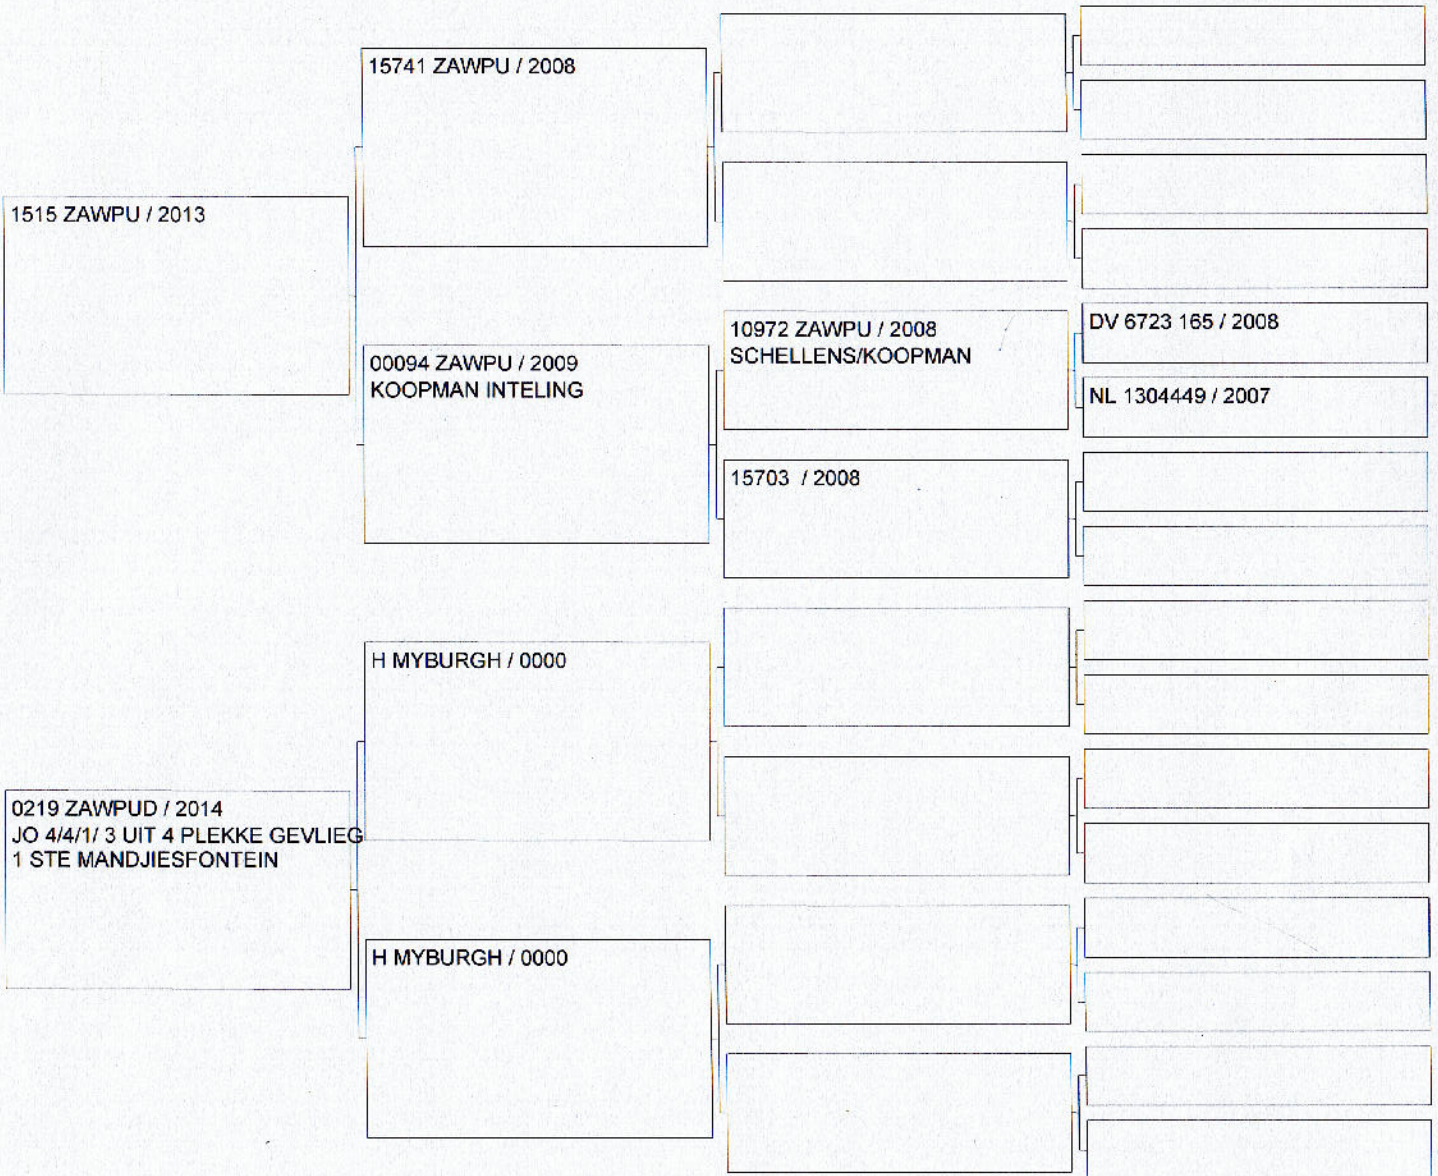 15741 ZAWPU / 2008
1515 ZAWPU / 2013
10972 ZAWPU / 2008
SCHELLENS/KOOPMAN
DV 6723 165 / 2008
00094 ZAWPU / 2009
KOOPMAN INTELING
NL 1304449 / 2007
15703 / 2008
H MYBURGH / 0000
0219 ZAWPUD / 2014
JO 4/4/1/ 3 UIT 4 PLEKKE GEVLIEG
1 STE MANDJIESFONTEIN
H MYBURGH / 0000